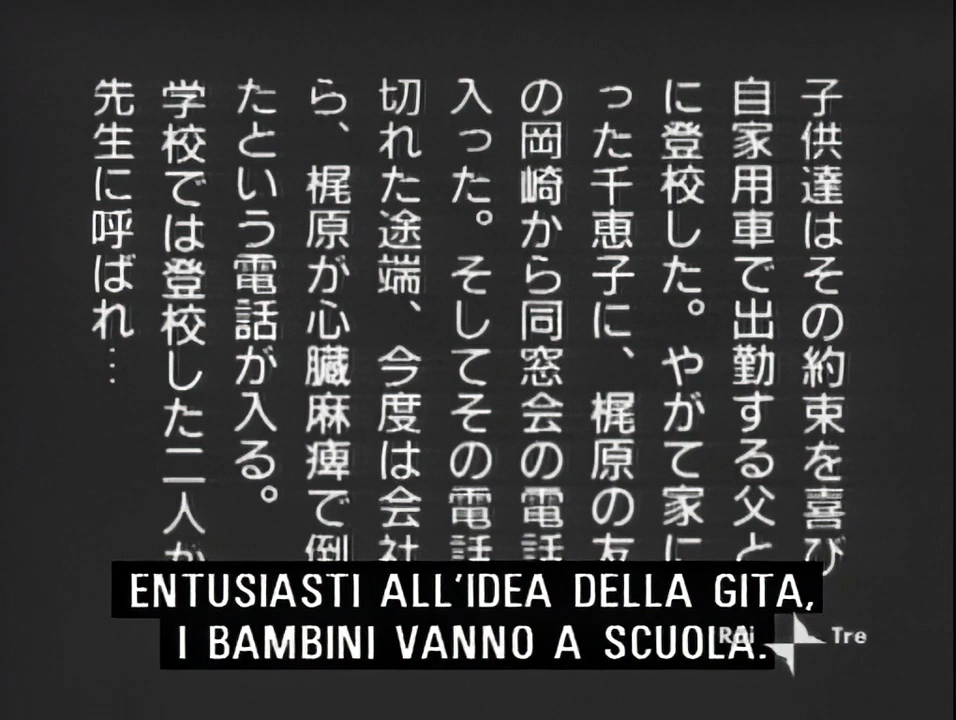 子供達はその約束を喜び
自家用車で出勤する父と
に登校した。やがて家に
った千恵子に、梶原の友
の岡崎から同窓会の電話
入った。そしてその電話
切れた途端、今度は会社
ら、梶原が心臓麻痺で倒
たという電話が入る。
学校では登校した二人が
先生に呼ばれ…
ENTUSIASTI ALL'IDEA DELLA GITA,
I BAMBINI VANNO A SCUOLA.
Rai Tre